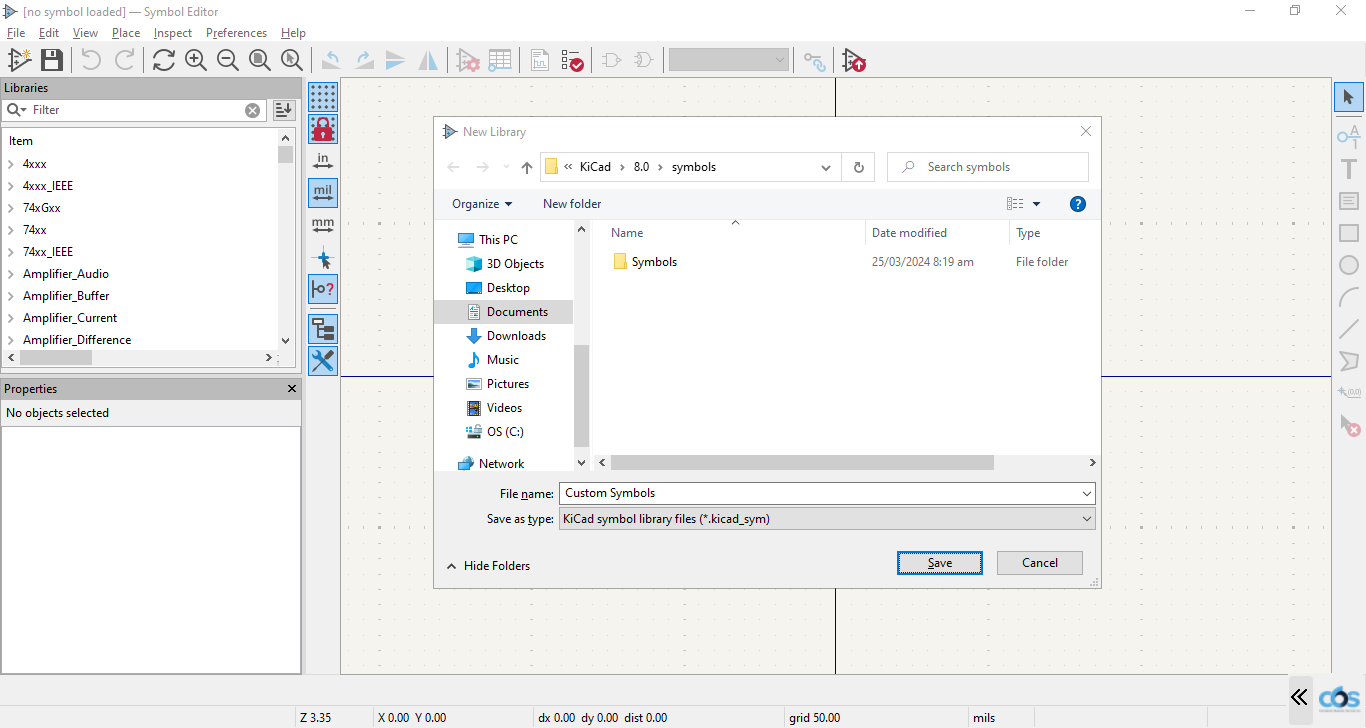 [no symbol loaded] — Symbol Editor
File Edit View Place Inspect Preferences Help
Libraries
Filter
Item
4xxx
4xxx_IEEE
74xGxx
74xx
74xx_IEEE
Amplifier_Audio
Amplifier_Buffer
Amplifier_Current
Amplifier_Difference
Properties
No objects selected
in
mil
mm
New Library
« KiCad › 8.0 › symbols
Search symbols
Organize New folder
This PC
3D Objects
Desktop
Documents
Downloads
Music
Pictures
Videos
OS (C:)
Network
Name Date modified Type
Symbols 25/03/2024 8:19 am File folder
File name: Custom Symbols
Save as type: KiCad symbol library files (*.kicad_sym)
Hide Folders
Save Cancel
A
1
T
(0,0)
Z 3.35 X 0.00 Y 0.00 dx 0.00 dy 0.00 dist 0.00 grid 50.00 mils